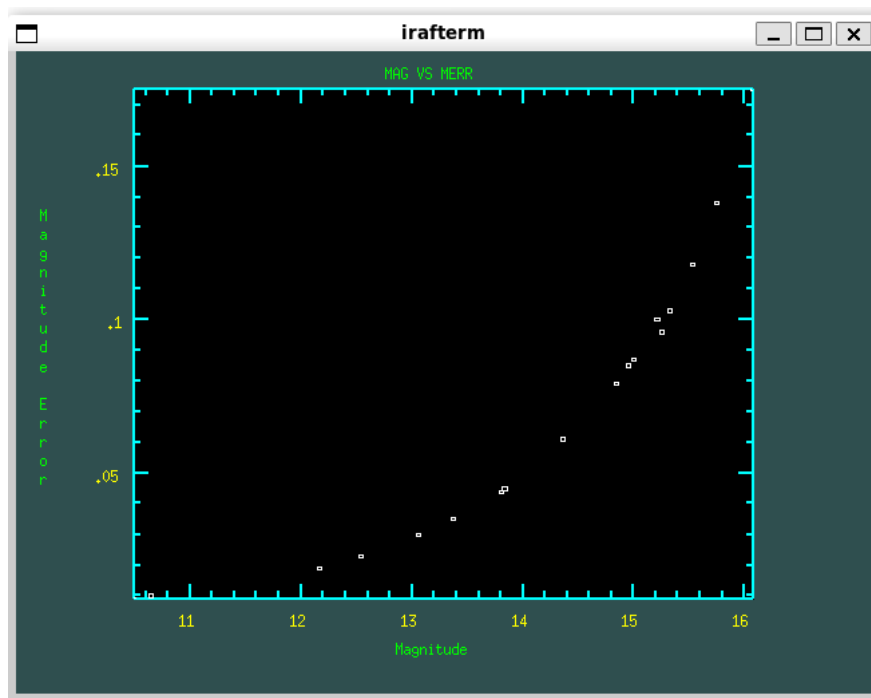 irafterm
MAG VS MERR
.15
.1
.05
Magnitude Error
11 12 13 14 15 16
Magnitude